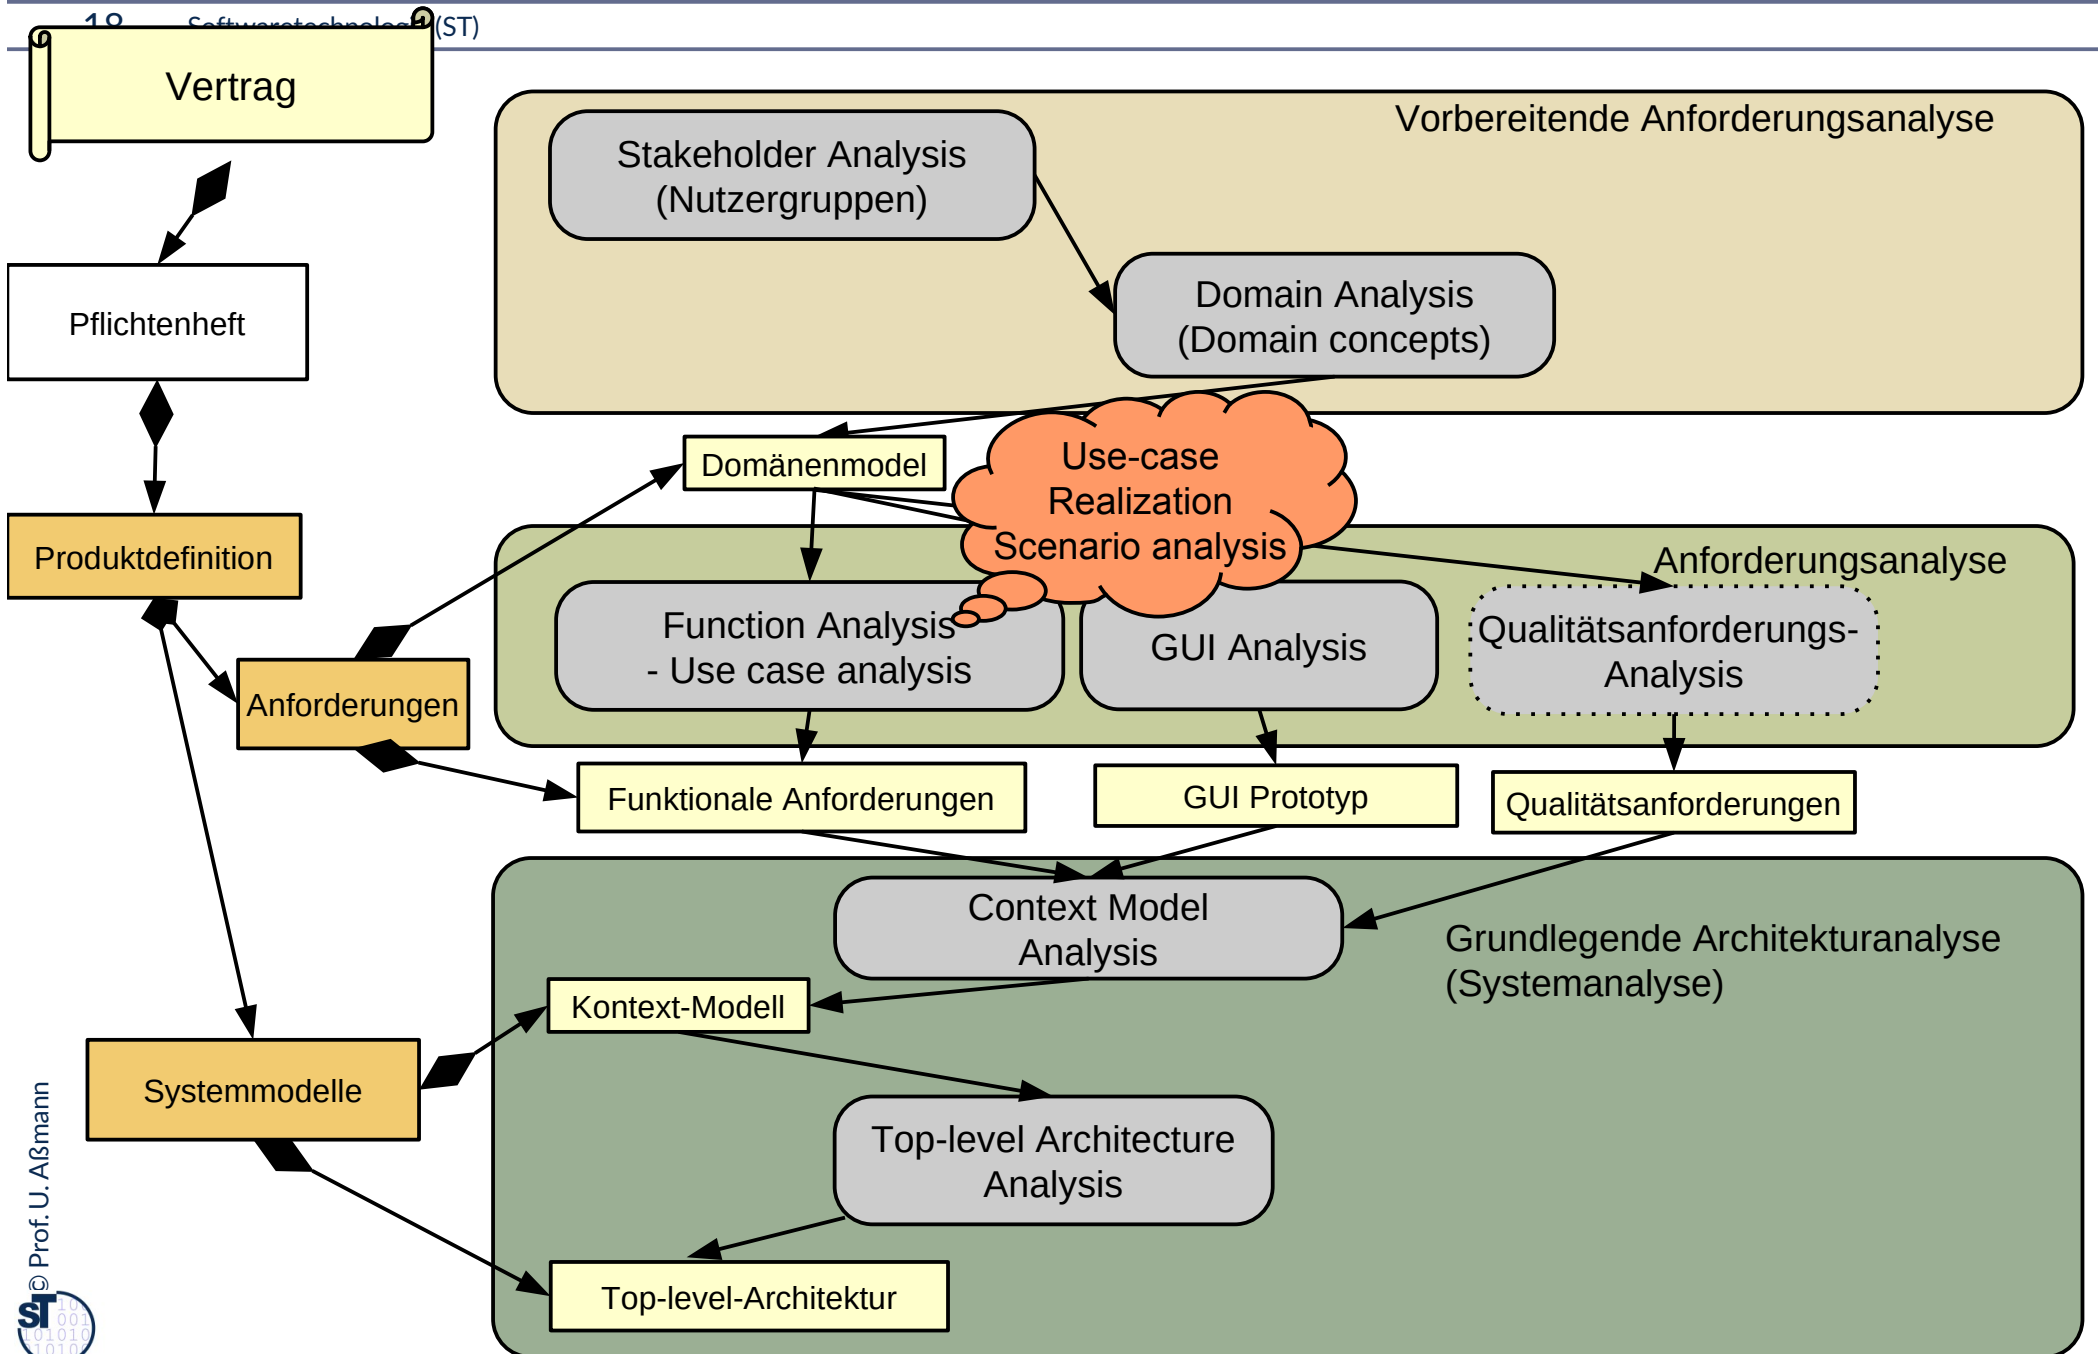 (ST)
Vertrag
Vorbereitende Anforderungsanalyse
Stakeholder Analysis
(Nutzergruppen)
Domain Analysis
(Domain concepts)
Pflichtenheft
Domänenmodel
Use-case
Realization
Scenario analysis
Produktdefinition
Anforderungsanalyse
Function Analysis
- Use case analysis
GUI Analysis
Qualitätsanforderungs-
Analysis
Anforderungen
Funktionale Anforderungen
GUI Prototyp
Qualitätsanforderungen
Context Model
Analysis
Grundlegende Architekturanalyse
(Systemanalyse)
Kontext-Modell
Systemmodelle
Top-level Architecture
Analysis
Top-level-Architektur
© Prof. U. Aßmann
ST